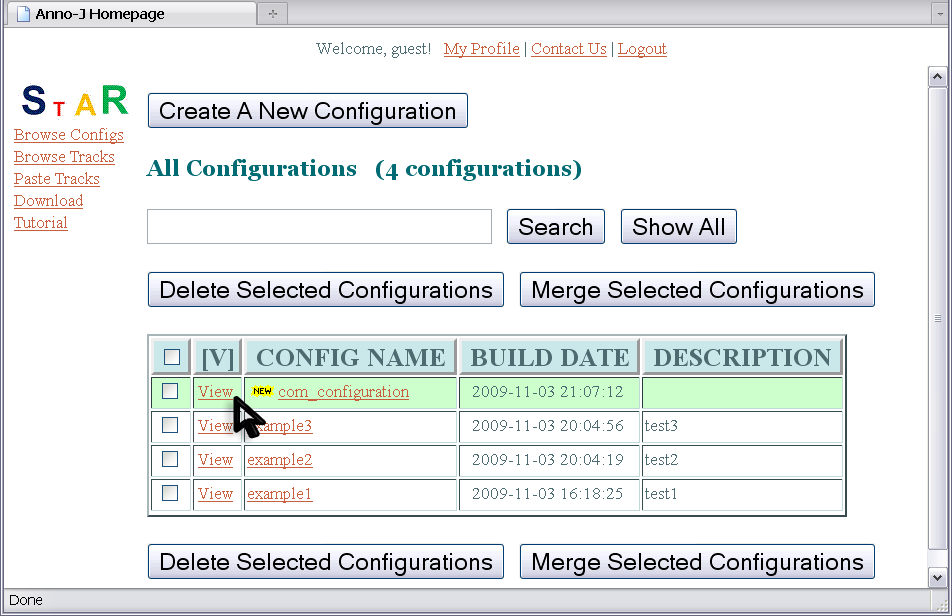 Anno-J Homepage
Welcome, guest! My Profile | Contact Us | Logout
STAR
Browse Configs
Browse Tracks
Paste Tracks
Download
Tutorial
Create A New Configuration
All Configurations (4 configurations)
Search Show All
Delete Selected Configurations Merge Selected Configurations
[V] CONFIG NAME BUILD DATE DESCRIPTION
View NEW com_configuration 2009-11-03 21:07:12
View example3 2009-11-03 20:04:56 test3
View example2 2009-11-03 20:04:19 test2
View example1 2009-11-03 16:18:25 test1
Delete Selected Configurations Merge Selected Configurations
Done